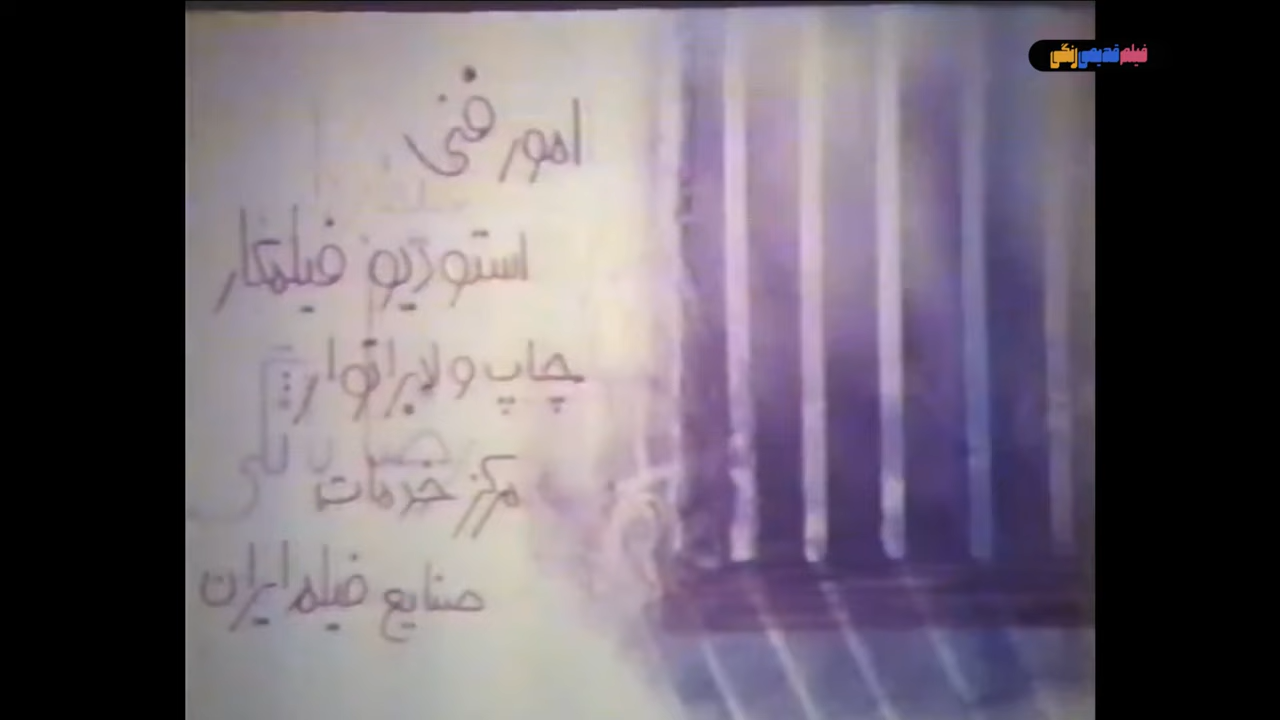 فیلم قدیمی رنگی
امور فنی
استودیو فیلمکار
چاپ و لابراتوار:
مرکز خدمات
صنایع فیلم ایران